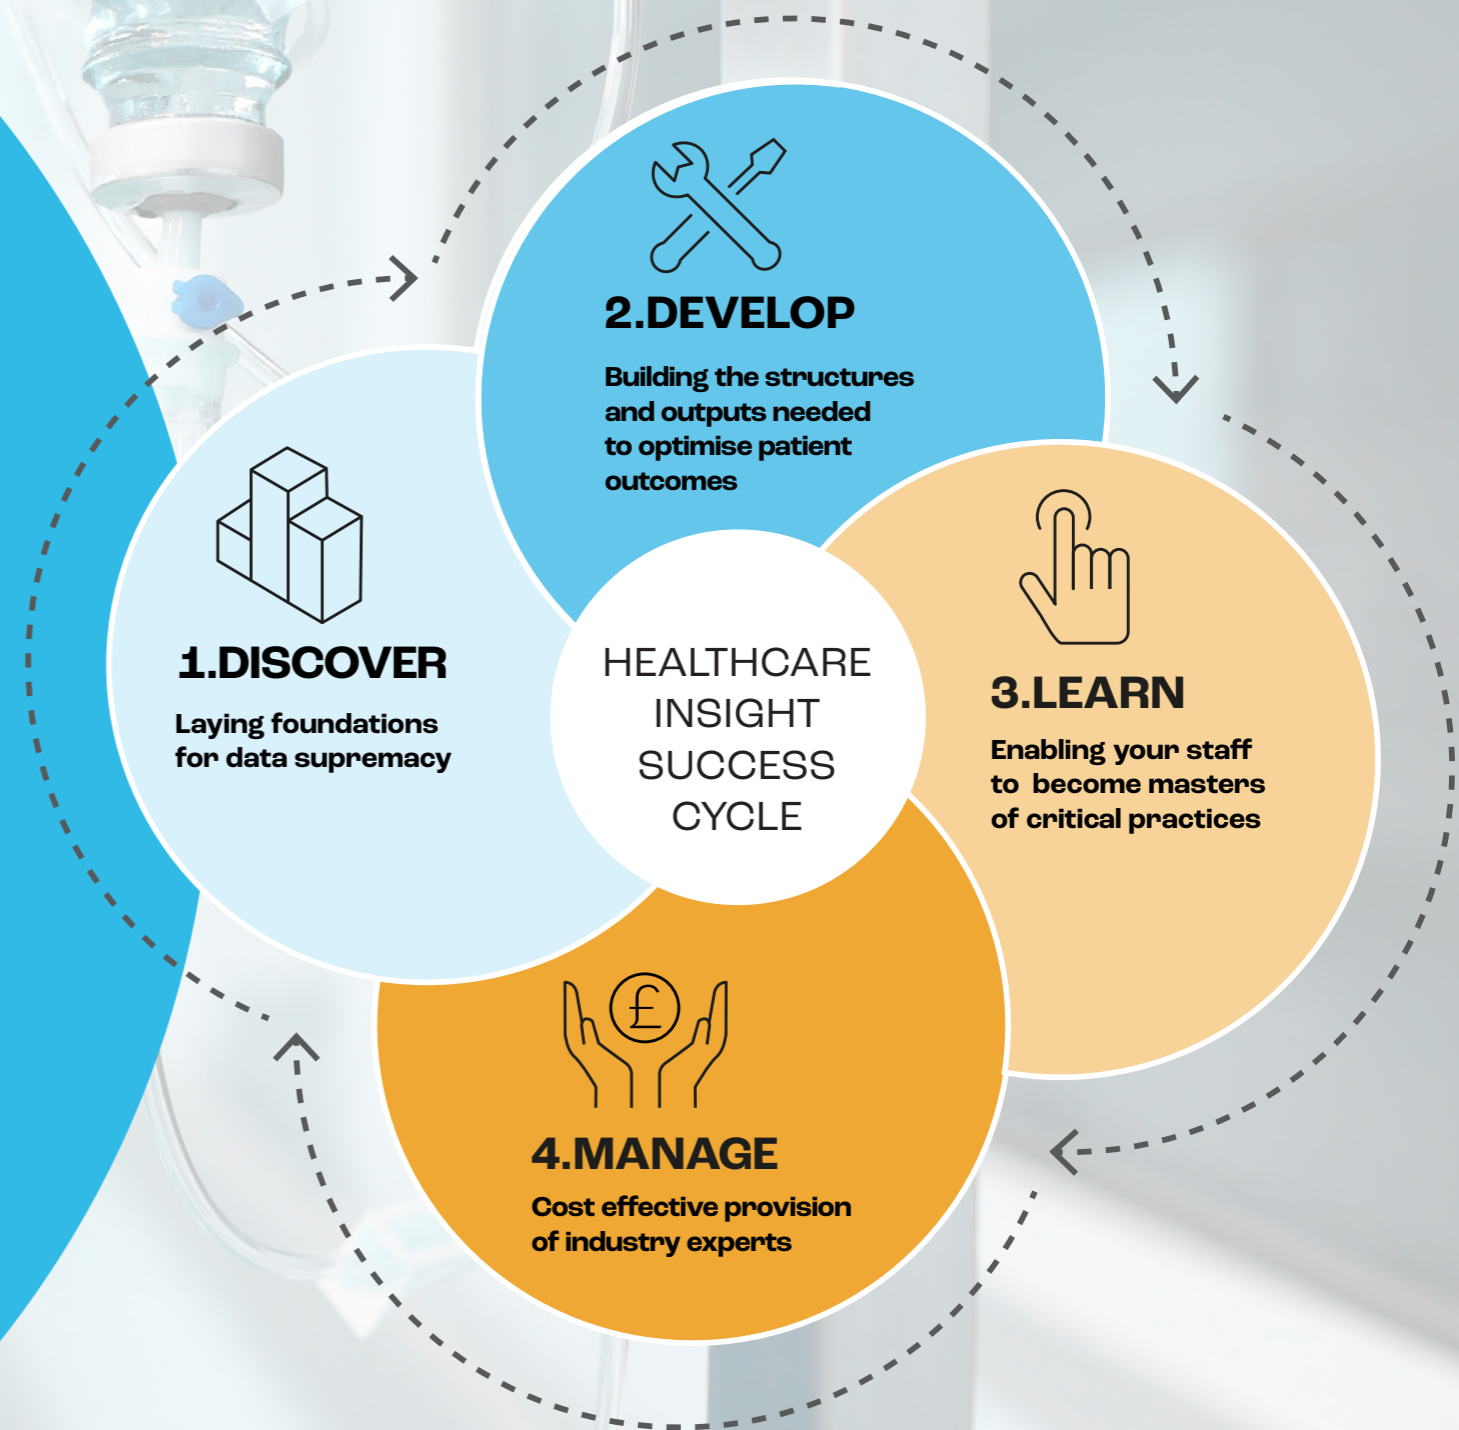 HEALTHCARE
INSIGHT
SUCCESS
CYCLE
1.DISCOVER
Laying foundations
for data supremacy
2.DEVELOP
Building the structures
and outputs needed
to optimise patient
outcomes
3.LEARN
Enabling your staff
to become masters
of critical practices
£
4.MANAGE
Cost effective provision
of industry experts